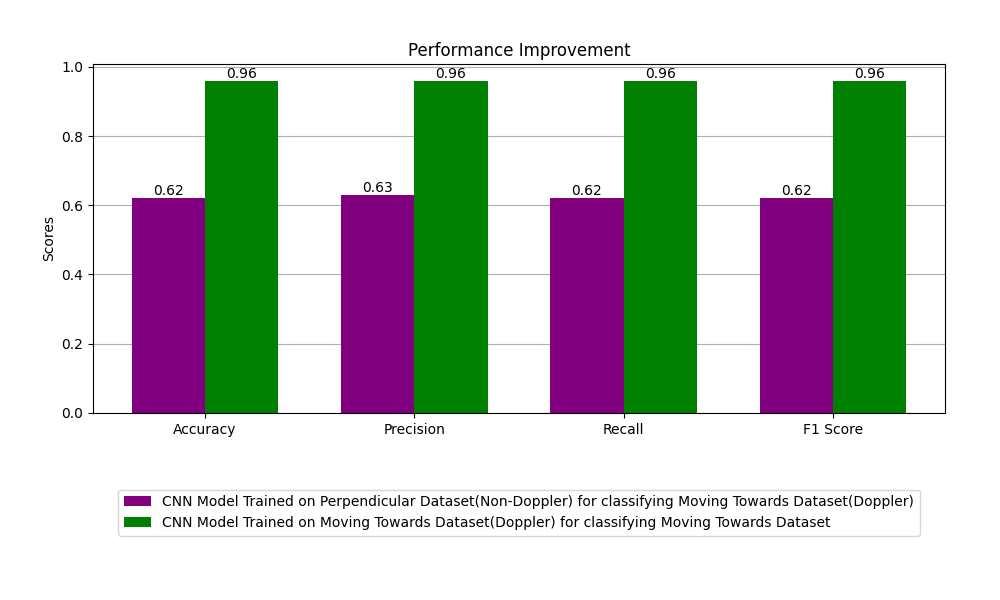 Performance Improvement
1.0
0.8
0.6
0.4
0.2
0.0
Scores
0.62
0.96
0.63
0.96
0.62
0.96
0.62
0.96
Accuracy
Precision
Recall
F1 Score
CNN Model Trained on Perpendicular Dataset(Non-Doppler) for classifying Moving Towards Dataset(Doppler)
CNN Model Trained on Moving Towards Dataset(Doppler) for classifying Moving Towards Dataset